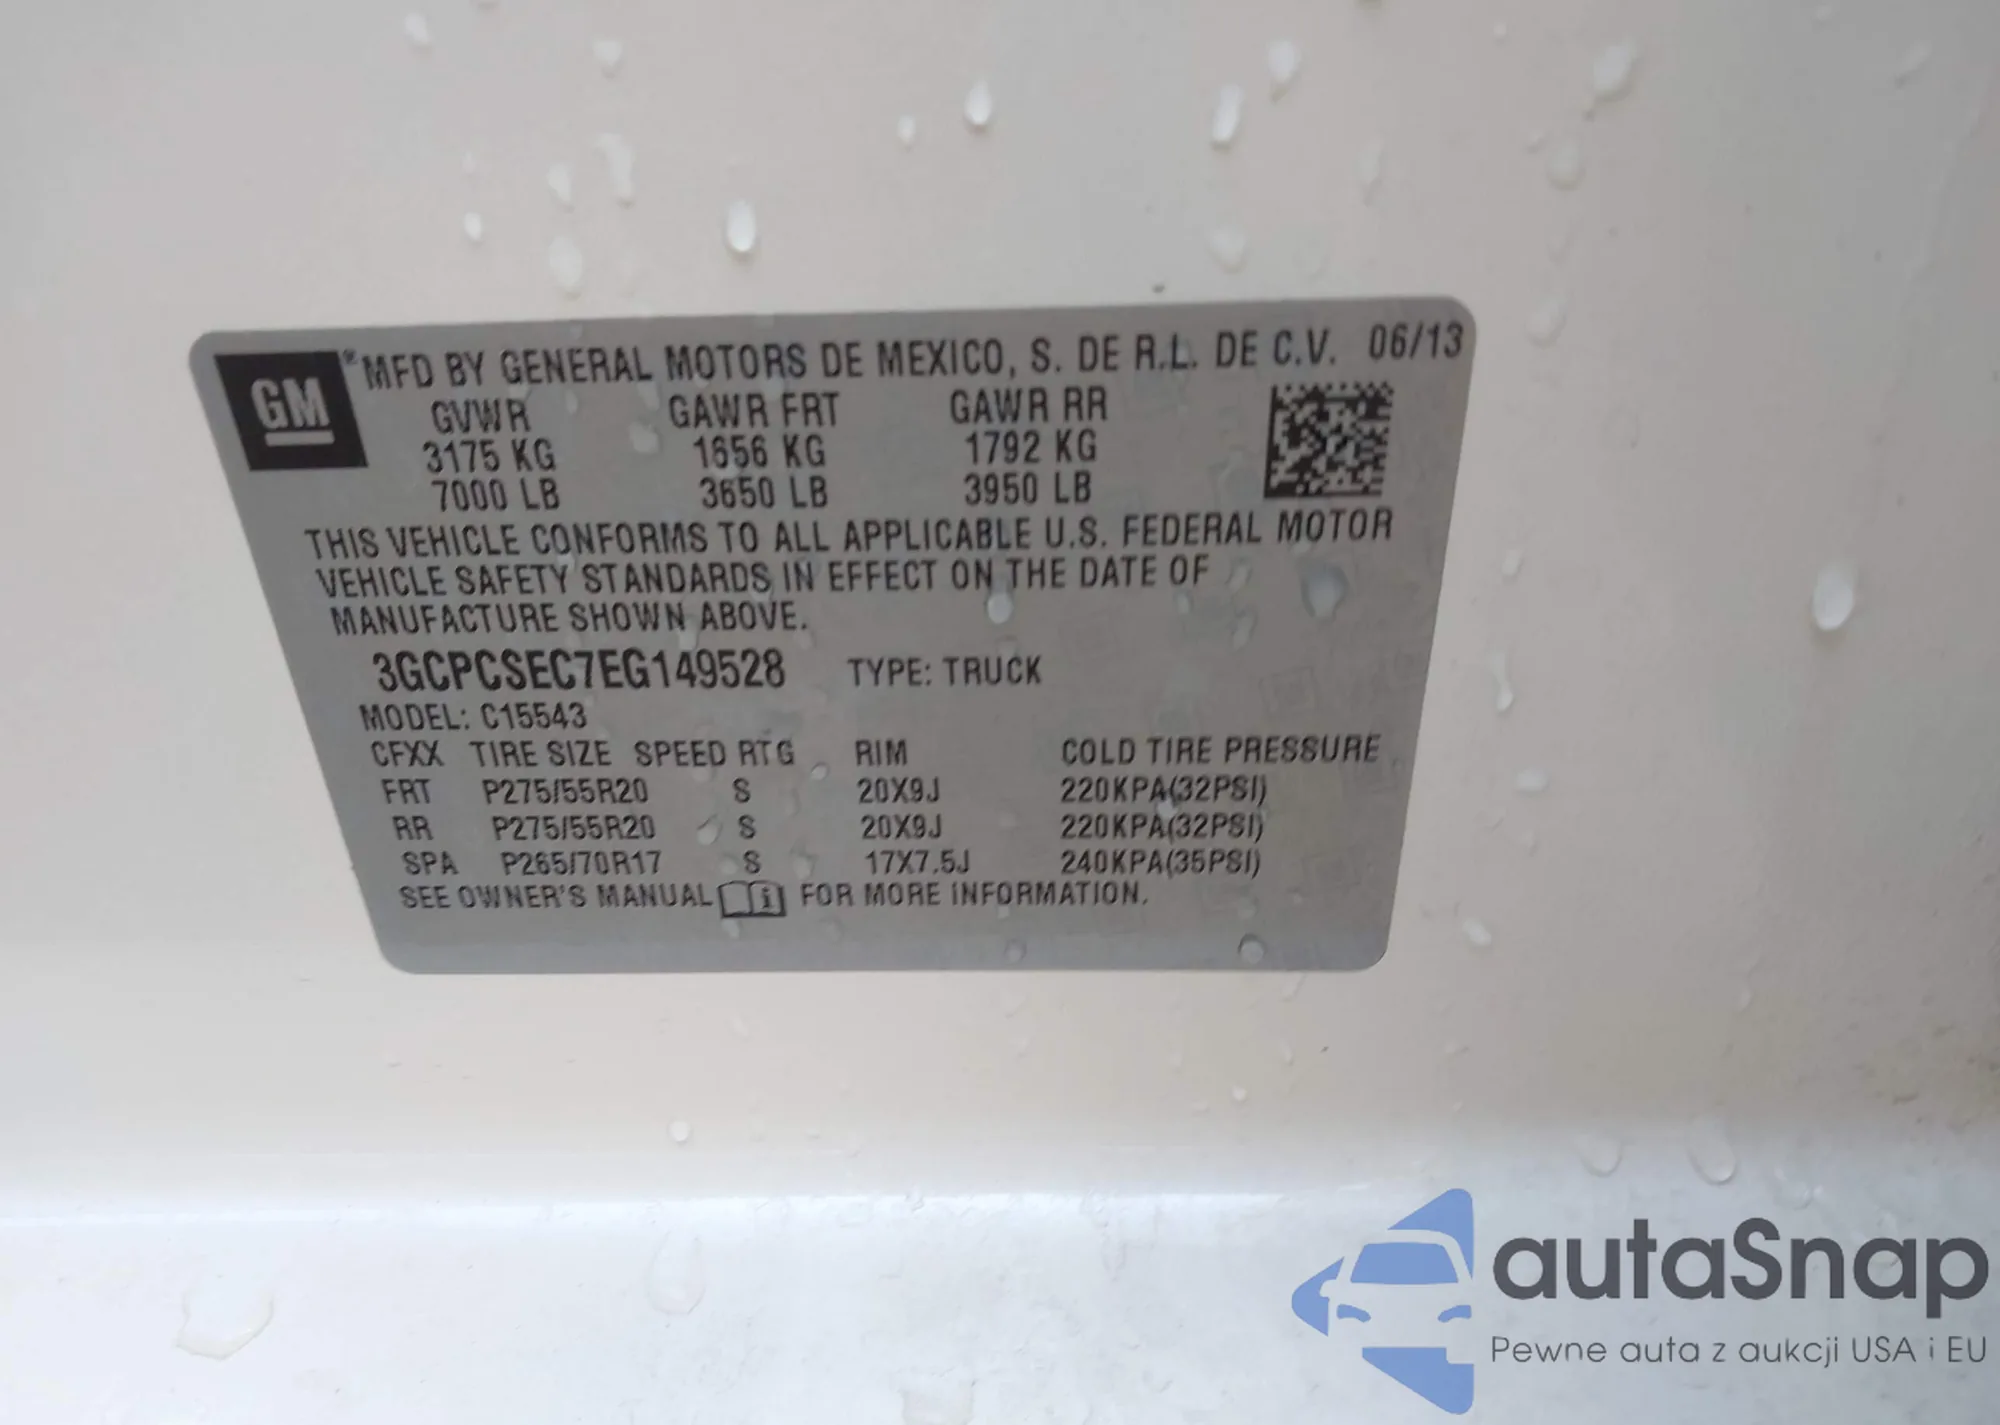 GM ® MFD BY GENERAL MOTORS DE MEXICO, S. DE R.L. DE C.V. 06/13
GVWR GAWR FRT GAWR RR
3175 KG 1656 KG 1792 KG
7000 LB 3650 LB 3950 LB
THIS VEHICLE CONFORMS TO ALL APPLICABLE U.S. FEDERAL MOTOR
VEHICLE SAFETY STANDARDS IN EFFECT ON THE DATE OF
MANUFACTURE SHOWN ABOVE.
3GCPCSEC7EG149528 TYPE: TRUCK
MODEL: C15543
CFXX TIRE SIZE SPEED RTG RIM COLD TIRE PRESSURE
FRT P275/55R20 S 20X9J 220KPA(32PSI)
RR P275/55R20 S 20X9J 220KPA(32PSI)
SPA P265/70R17 S 17X7.5J 240KPA(35PSI)
SEE OWNER'S MANUAL i FOR MORE INFORMATION.
autaSnap
Pewne auta z aukcji USA i EU